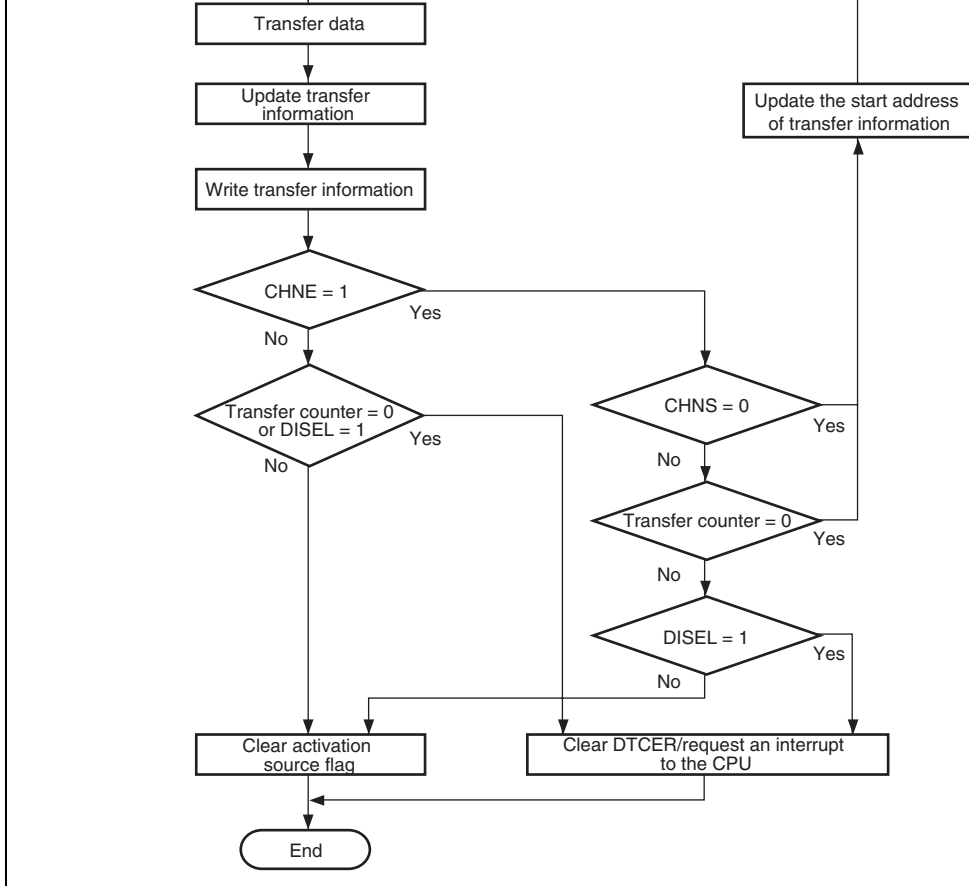 Transfer data
Update transfer
information
Update the start address
of transfer information
Write transfer information
CHNE = 1
Yes
No
Transfer counter = 0
or DISEL = 1
Yes
No
CHNS = 0
Yes
No
Transfer counter = 0
Yes
No
DISEL = 1
Yes
No
Clear activation
source flag
Clear DTCER/request an interrupt
to the CPU
End